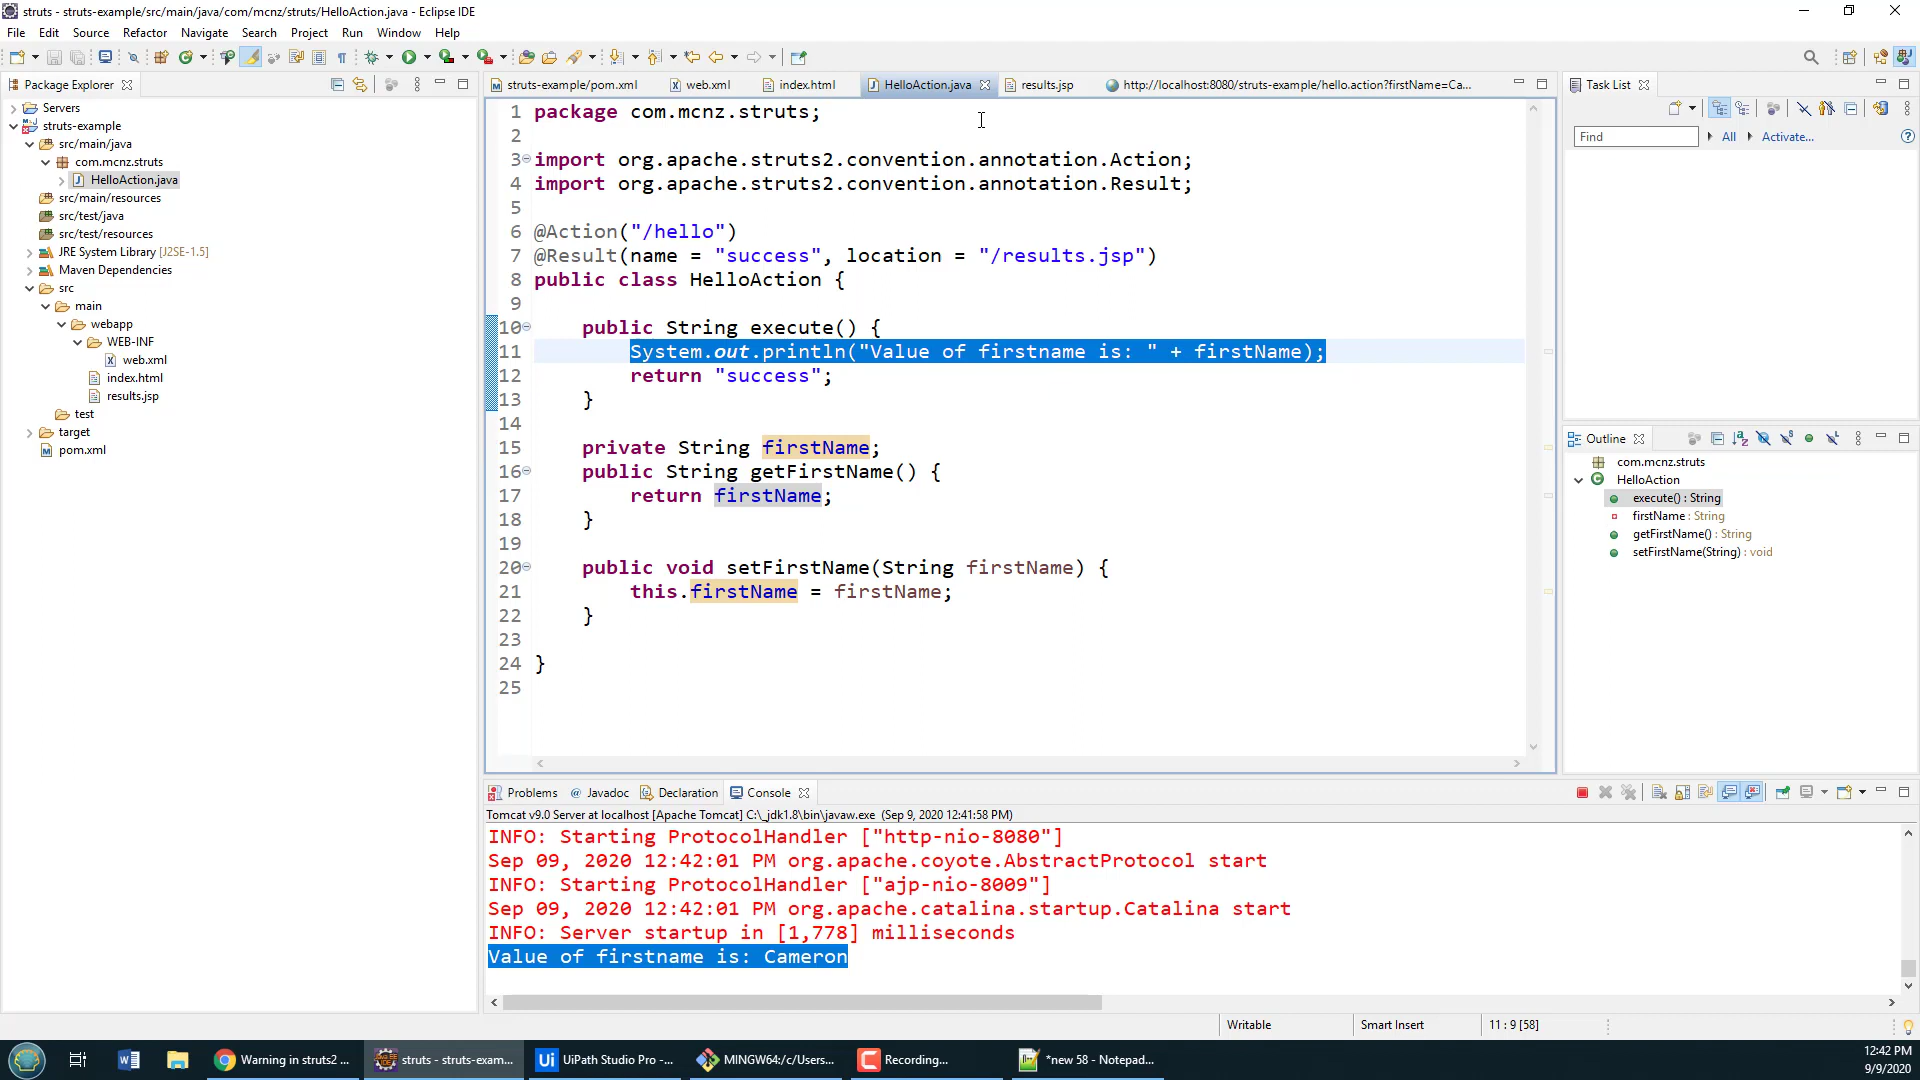 struts - struts-example/src/main/java/com/mcnz/struts/HelloAction.java - Eclipse IDE
File Edit Source Refactor Navigate Search Project Run Window Help
Package Explorer
Servers
struts-example
src/main/java
com.mcnz.struts
HelloAction.java
src/main/resources
src/test/java
src/test/resources
JRE System Library [J2SE-1.5]
Maven Dependencies
src
main
webapp
WEB-INF
web.xml
index.html
results.jsp
test
target
pom.xml
struts-example/pom.xml web.xml index.html HelloAction.java results.jsp http://localhost:8080/struts-example/hello.action?firstName=Ca...
1 package com.mcnz.struts;
2
3 import org.apache.struts2.convention.annotation.Action;
4 import org.apache.struts2.convention.annotation.Result;
5
6 @Action("/hello")
7 @Result(name = "success", location = "/results.jsp")
8 public class HelloAction {
9
10 public String execute() {
11 System.out.println("Value of firstname is: " + firstName);
12 return "success";
13 }
14
15 private String firstName;
16 public String getFirstName() {
17 return firstName;
18 }
19
20 public void setFirstName(String firstName) {
21 this.firstName = firstName;
22 }
23
24 }
25
Task List
Find All Activate...
Outline
com.mcnz.struts
HelloAction
execute() : String
firstName : String
getFirstName() : String
setFirstName(String) : void
Problems Javadoc Declaration Console
Tomcat v9.0 Server at localhost [Apache Tomcat] C:\_jdk1.8\bin\javaw.exe (Sep 9, 2020 12:41:58 PM)
INFO: Starting ProtocolHandler ["http-nio-8080"]
Sep 09, 2020 12:42:01 PM org.apache.coyote.AbstractProtocol start
INFO: Starting ProtocolHandler ["ajp-nio-8009"]
Sep 09, 2020 12:42:01 PM org.apache.catalina.startup.Catalina start
INFO: Server startup in [1,778] milliseconds
Value of firstname is: Cameron
Writable Smart Insert 11 : 9 [58]
Warning in struts2 ... struts - struts-exam... Ui UiPath Studio Pro -... MINGW64:/c/Users... Recording... *new 58 - Notepad...
12:42 PM
9/9/2020